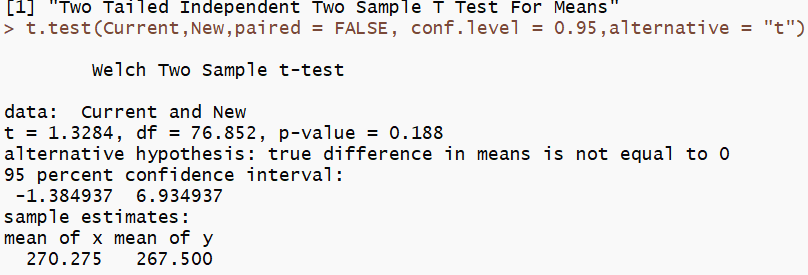 [1] "Two Tailed Independent Two Sample T Test For Means"
> t.test(Current,New,paired = FALSE, conf.level = 0.95,alternative = "t")
Welch Two Sample t-test
data:  Current and New
t = 1.3284, df = 76.852, p-value = 0.188
alternative hypothesis: true difference in means is not equal to 0
95 percent confidence interval:
-1.384937  6.934937
sample estimates:
mean of x mean of y
270.275   267.500